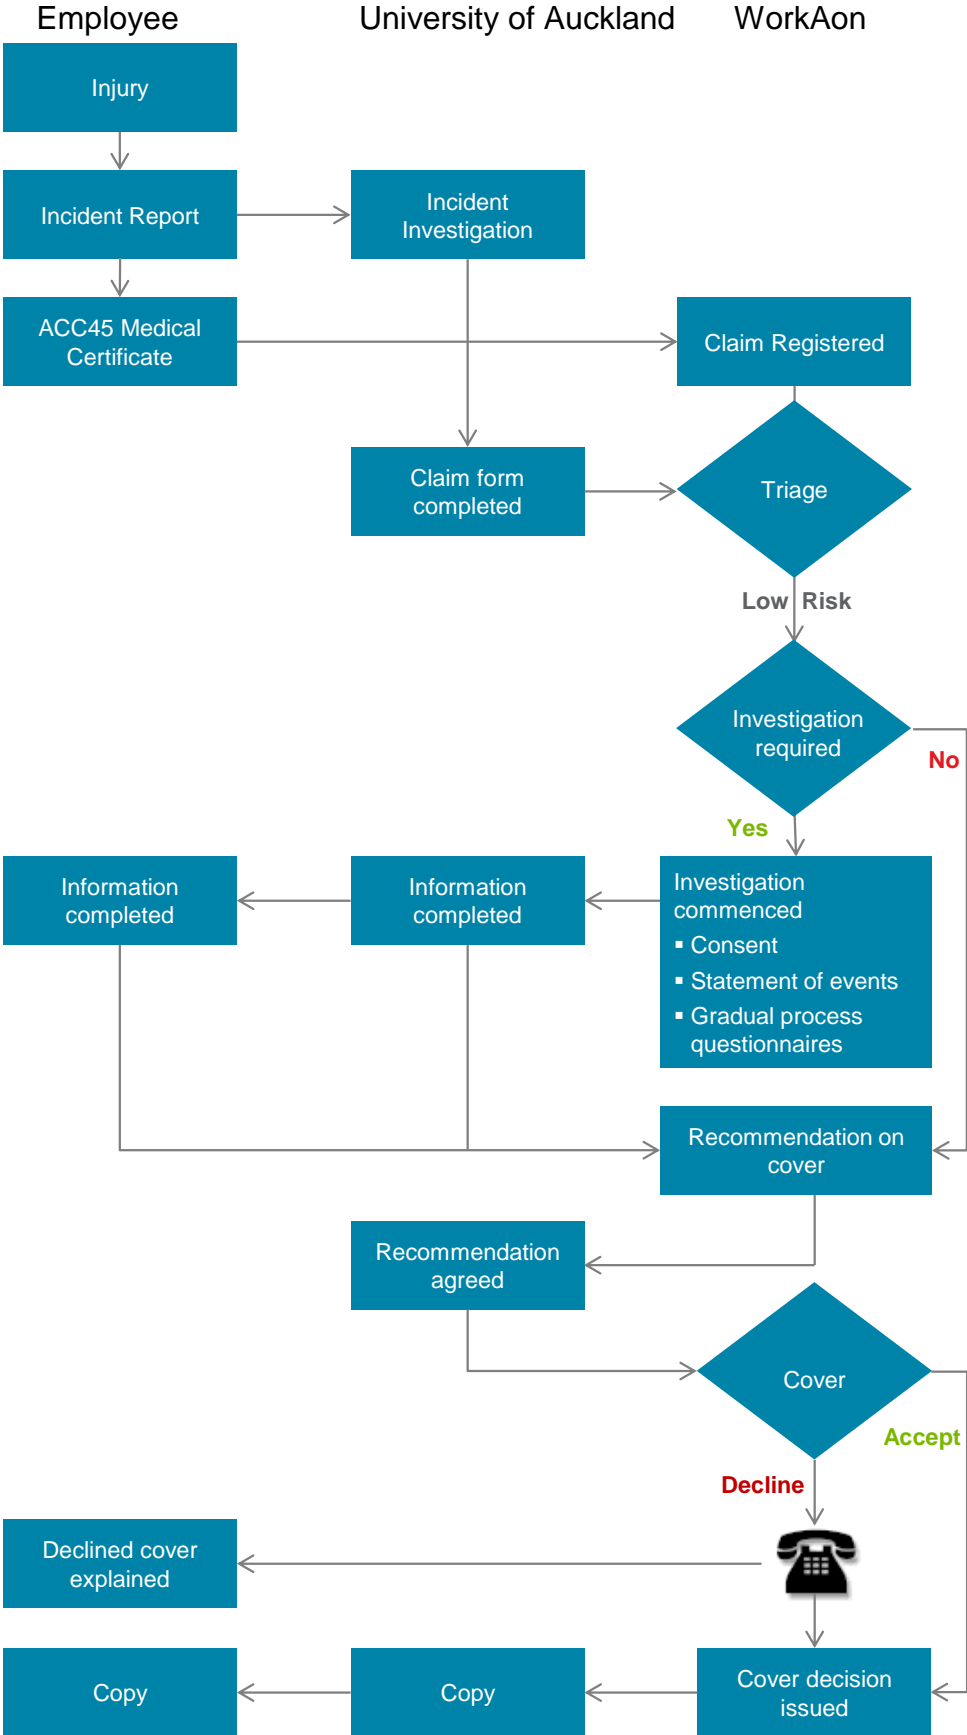 Employee
University of Auckland
WorkAon
Injury
Incident Report
Incident
Investigation
ACC45 Medical
Certificate
Claim Registered
Claim form
completed
Triage
Low Risk
Investigation
required
No
Yes
Information
completed
Information
completed
Investigation
commenced
▪ Consent
▪ Statement of events
▪ Gradual process
questionnaires
Recommendation on
cover
Recommendation
agreed
Cover
Accept
Decline
Declined cover
explained
Copy
Copy
Cover decision
issued